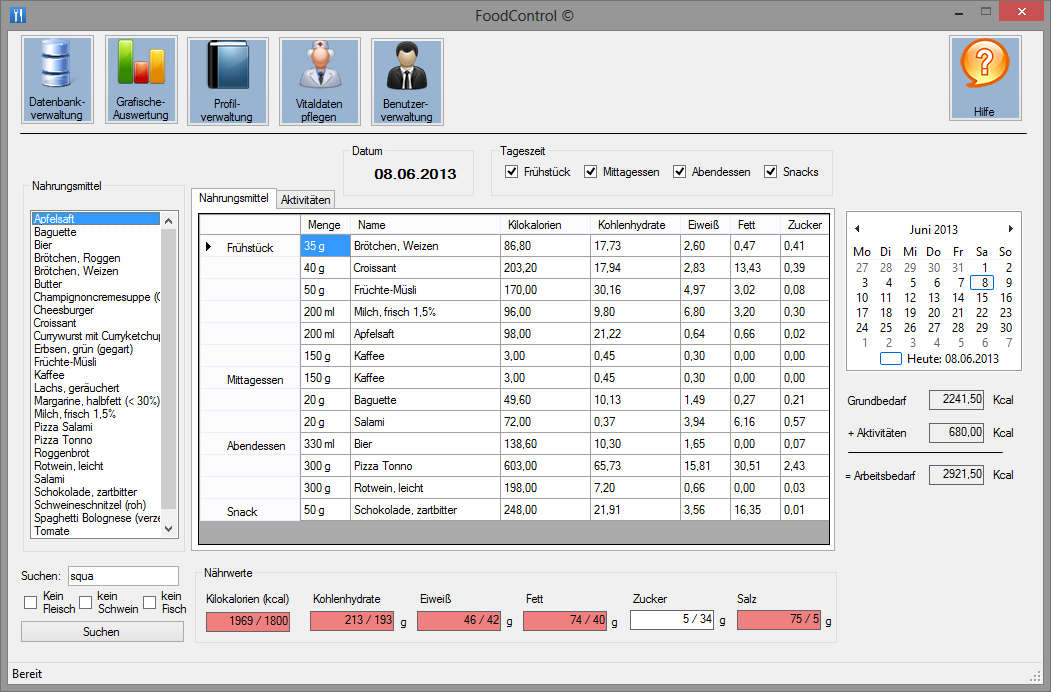 FoodControl ©
Datenbank-
verwaltung
Grafische-
Auswertung
Profil-
verwaltung
Vitaldaten
pflegen
Benutzer-
verwaltung
Hilfe
Datum
08.06.2013
Tageszeit
Frühstück Mittagessen Abendessen Snacks
Nahrungsmittel
Apfelsaft
Baguette
Bier
Brötchen, Roggen
Brötchen, Weizen
Butter
Champignoncremesuppe (
Cheesburger
Croissant
Currywurst mit Curryketchup
Erbsen, grün (gegart)
Früchte-Müsli
Kaffee
Lachs, geräuchert
Margarine, halbfett (< 30%)
Milch, frisch 1,5%
Pizza Salami
Pizza Tonno
Roggenbrot
Rotwein, leicht
Salami
Schokolade, zartbitter
Schweineschnitzel (roh)
Spaghetti Bolognese (verze
Tomate
Nahrungsmittel Aktivitäten
Menge Name Kilokalorien Kohlenhydrate Eiweiß Fett Zucker
Frühstück 35 g Brötchen, Weizen 86,80 17,73 2,60 0,47 0,41
40 g Croissant 203,20 17,94 2,83 13,43 0,39
50 g Früchte-Müsli 170,00 30,16 4,97 3,02 0,08
200 ml Milch, frisch 1,5% 96,00 9,80 6,80 3,20 0,30
200 ml Apfelsaft 98,00 21,22 0,64 0,66 0,02
150 g Kaffee 3,00 0,45 0,30 0,00 0,00
Mittagessen 150 g Kaffee 3,00 0,45 0,30 0,00 0,00
20 g Baguette 49,60 10,13 1,49 0,27 0,21
20 g Salami 72,00 0,37 3,94 6,16 0,57
Abendessen 330 ml Bier 138,60 10,30 1,65 0,00 0,07
300 g Pizza Tonno 603,00 65,73 15,81 30,51 2,43
300 g Rotwein, leicht 198,00 7,20 0,66 0,00 0,03
Snack 50 g Schokolade, zartbitter 248,00 21,91 3,56 16,35 0,01
Juni 2013
Mo Di Mi Do Fr Sa So
27 28 29 30 31 1 2
3 4 5 6 7 8 9
10 11 12 13 14 15 16
17 18 19 20 21 22 23
24 25 26 27 28 29 30
1 2 3 4 5 6 7
Heute: 08.06.2013
Grundbedarf 2241,50 Kcal
+ Aktivitäten 680,00 Kcal
= Arbeitsbedarf 2921,50 Kcal
Suchen: squa
Kein
Fleisch
kein
Schwein
kein
Fisch
Suchen
Nährwerte
Kilokalorien (kcal) Kohlenhydrate Eiweiß Fett Zucker Salz
1969 / 1800 213 / 193 g 46 / 42 g 74 / 40 g 5 / 34 g 75 / 5 g
Bereit